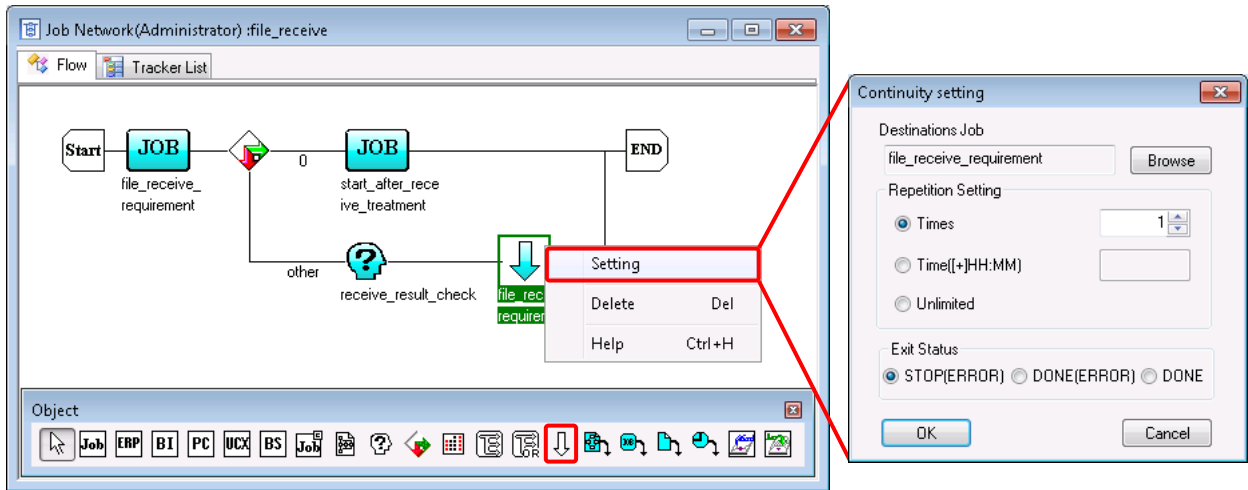 Job Network(Administrator) :file_receive
Flow
Tracker List
Start
JOB
0
JOB
END
file_receive_
requirement
start_after_rece
ive_treatment
other
receive_result_check
file_rec
requirer
Setting
Delete Del
Help Ctrl+H
Object
Job ERP BI PC UCX BS Job OR
Continuity setting
Destinations Job
file_receive_requirement Browse
Repetition Setting
Times 1
Time([+]HH:MM)
Unlimited
Exit Status
STOP(ERROR) DONE(ERROR) DONE
OK Cancel